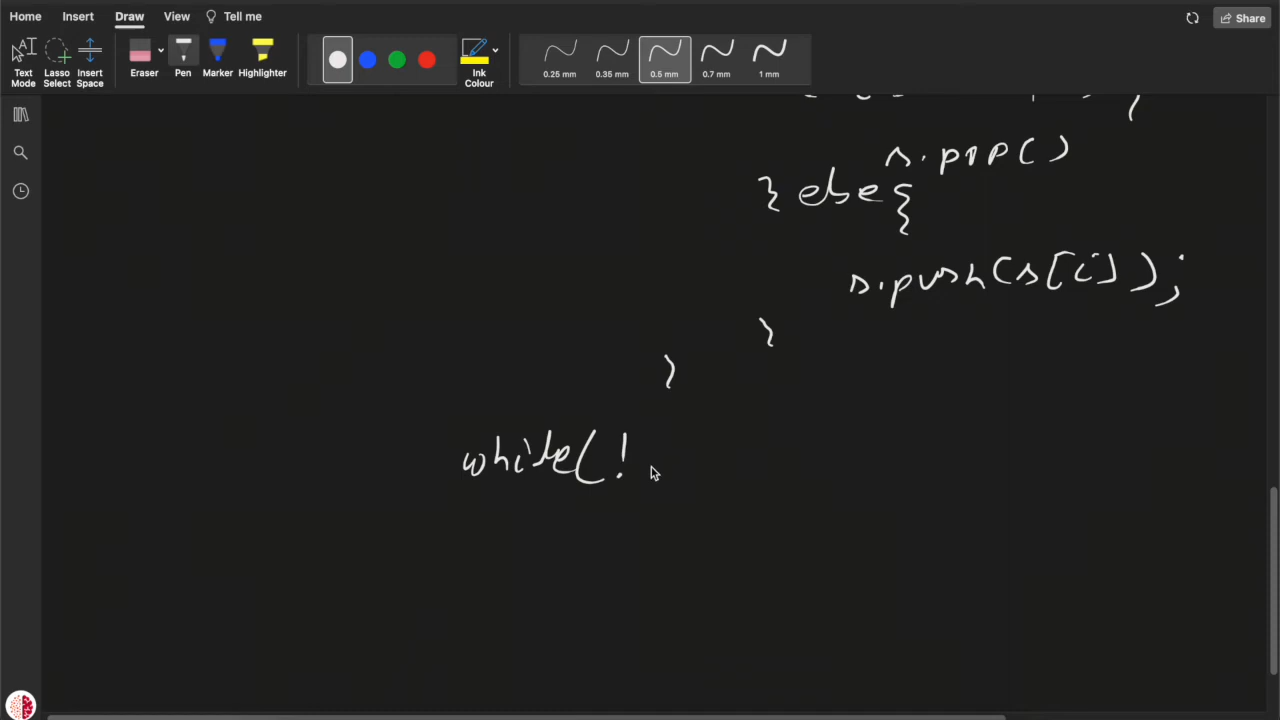 Home Insert Draw View Tell me Share
Text Mode Lasso Select Insert Space Eraser Pen Marker Highlighter Ink Colour 0.25 mm 0.35 mm 0.5 mm 0.7 mm 1 mm
s.pop()
} else {
s.push(s[i]);
}
}
while( !